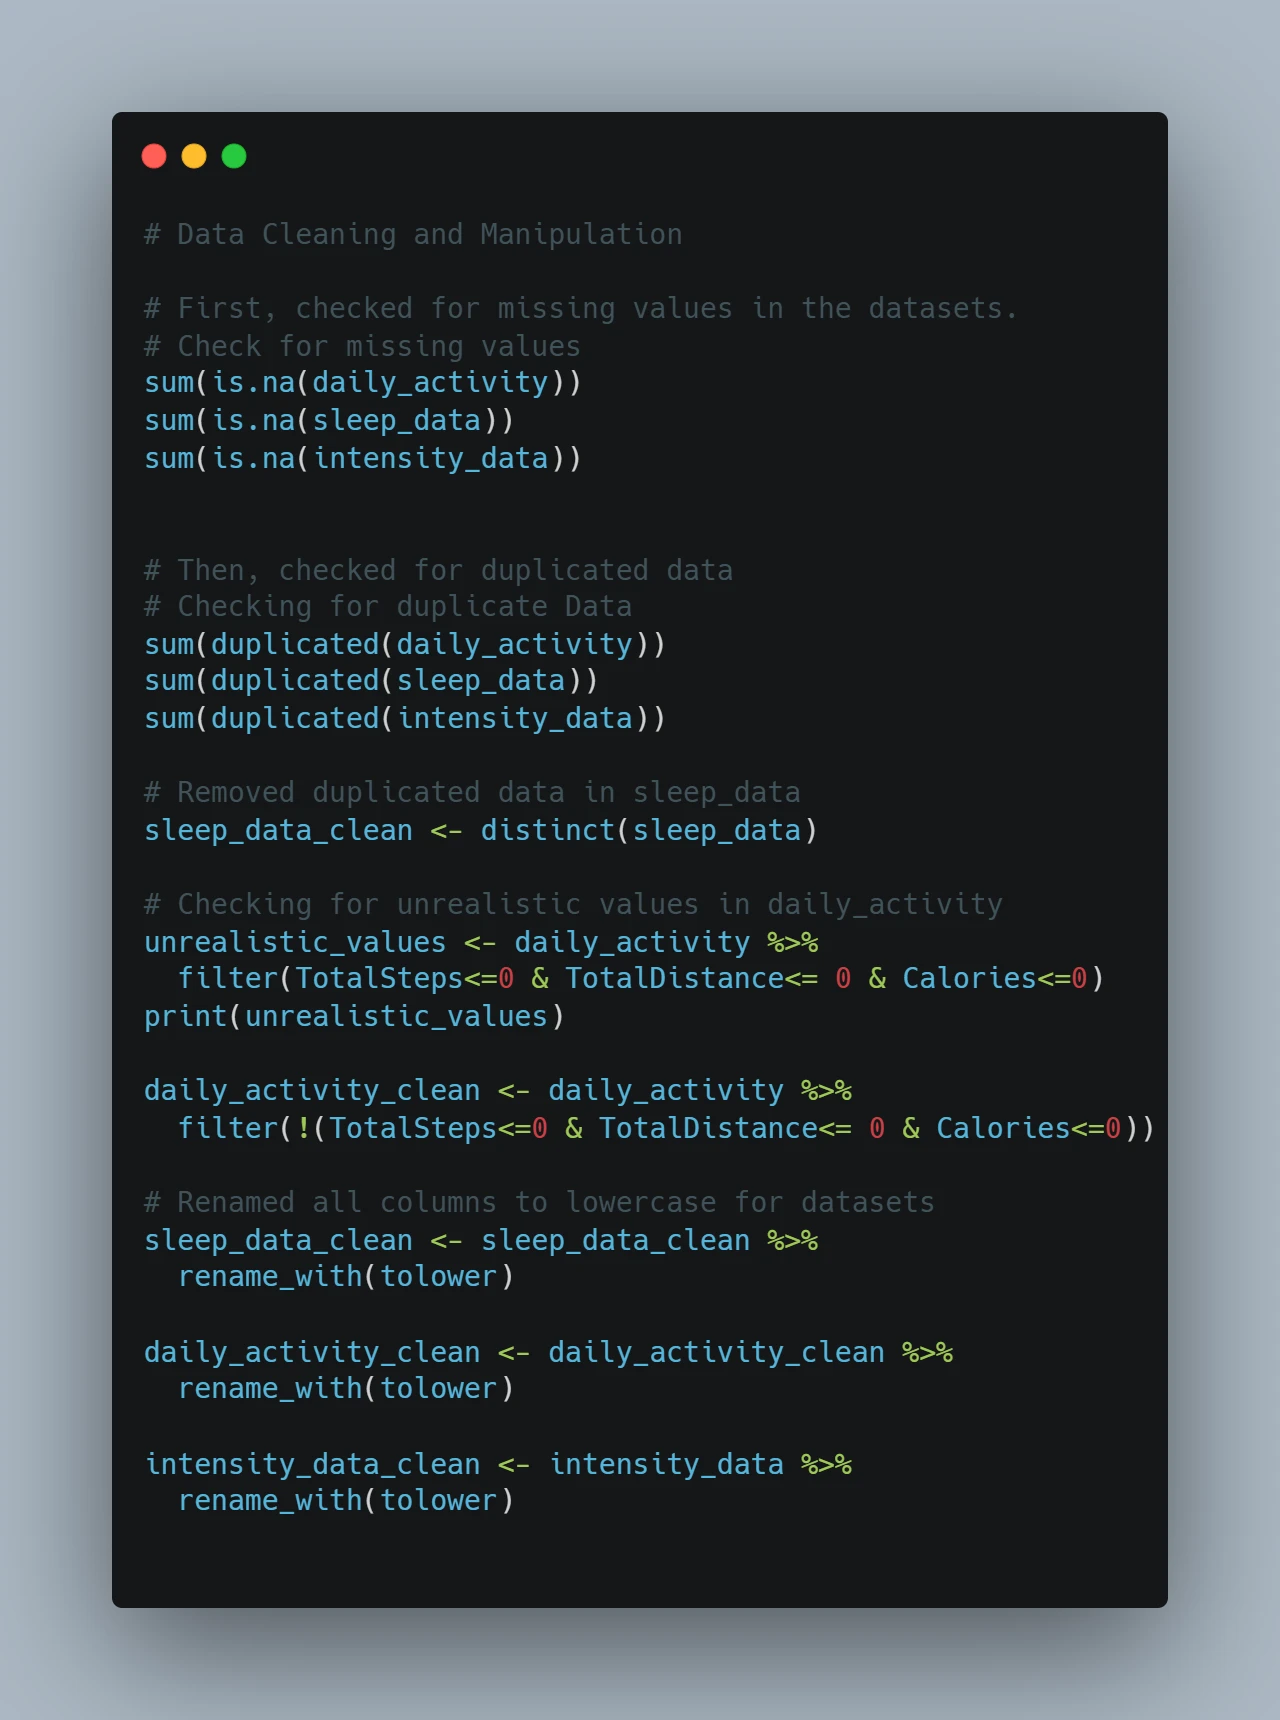 # Data Cleaning and Manipulation
# First, checked for missing values in the datasets.
# Check for missing values
sum(is.na(daily_activity))
sum(is.na(sleep_data))
sum(is.na(intensity_data))
# Then, checked for duplicated data
# Checking for duplicate Data
sum(duplicated(daily_activity))
sum(duplicated(sleep_data))
sum(duplicated(intensity_data))
# Removed duplicated data in sleep_data
sleep_data_clean <- distinct(sleep_data)
# Checking for unrealistic values in daily_activity
unrealistic_values <- daily_activity %>%
  filter(TotalSteps<=0 & TotalDistance<= 0 & Calories<=0)
print(unrealistic_values)
daily_activity_clean <- daily_activity %>%
  filter(!(TotalSteps<=0 & TotalDistance<= 0 & Calories<=0))
# Renamed all columns to lowercase for datasets
sleep_data_clean <- sleep_data_clean %>%
  rename_with(tolower)
daily_activity_clean <- daily_activity_clean %>%
  rename_with(tolower)
intensity_data_clean <- intensity_data %>%
  rename_with(tolower)